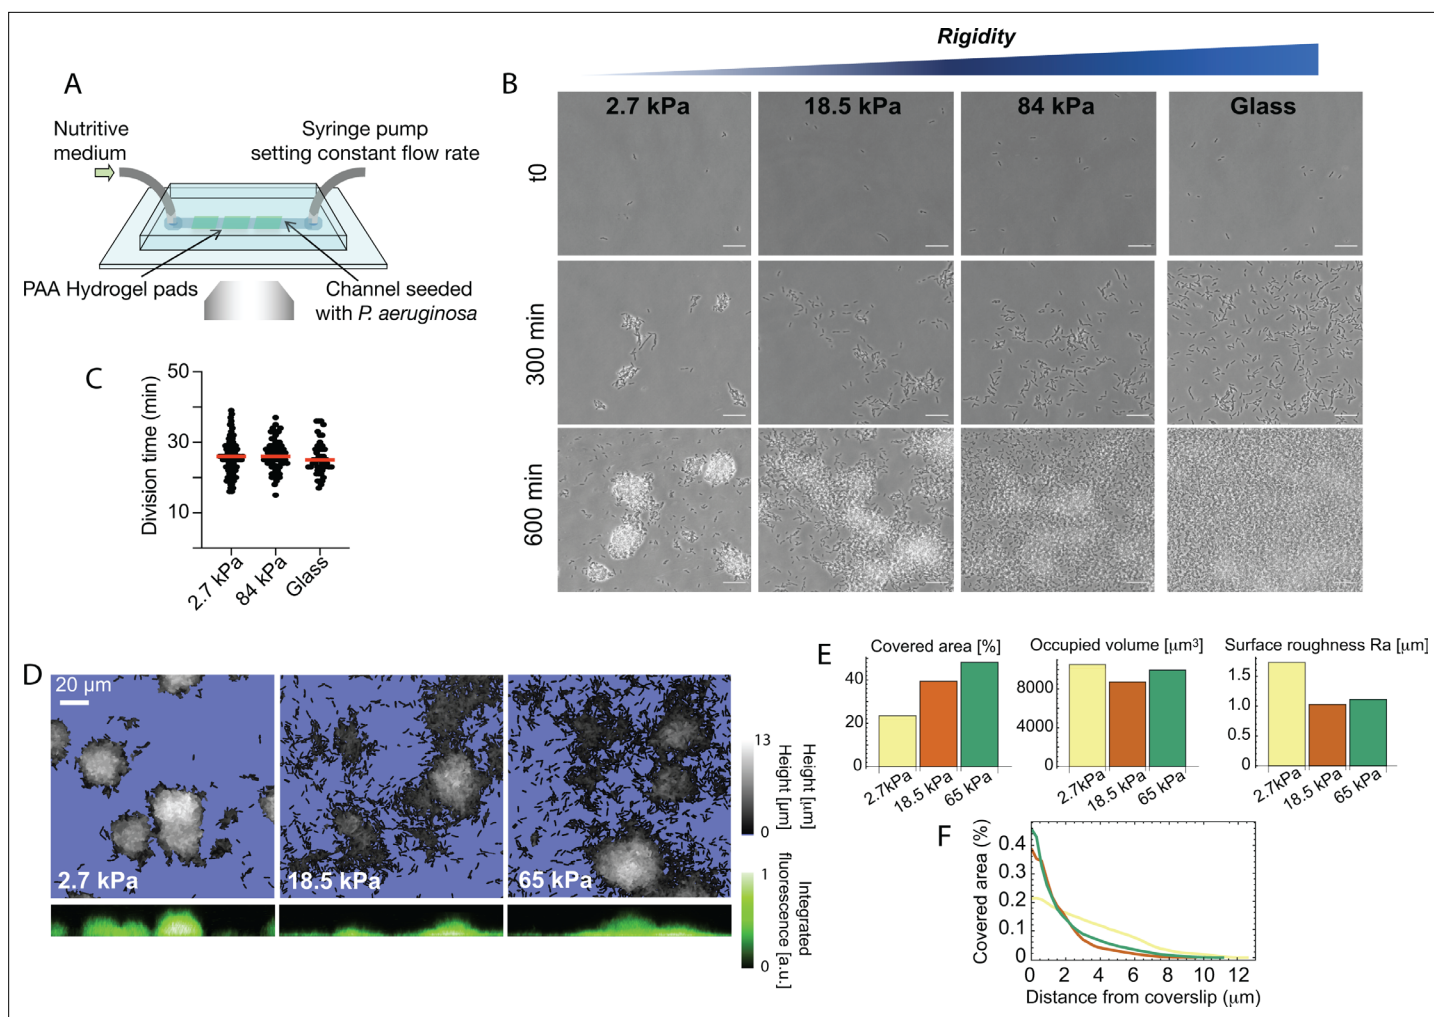 A
Nutritive
medium
Syringe pump
setting constant flow rate
PAA Hydrogel pads
Channel seeded
with P. aeruginosa
Rigidity
B
2.7 kPa
18.5 kPa
84 kPa
Glass
t0
300 min
600 min
C
Division time (min)
50
30
10
2.7 kPa
84 kPa
Glass
D
20 µm
2.7 kPa
18.5 kPa
65 kPa
13
0
Height [µm]
Height [µm]
1
0
Integrated
fluorescence [a.u.]
E
Covered area [%]
40
20
0
2.7kPa
18.5 kPa
65 kPa
Occupied volume [µm³]
8000
4000
0
2.7kPa
18.5 kPa
65 kPa
Surface roughness Ra [µm]
1.5
1.0
0.5
0
2.7kPa
18.5 kPa
65 kPa
F
Covered area (%)
0.4
0.3
0.2
0.1
0
0
2
4
6
8
10
12
Distance from coverslip (µm)